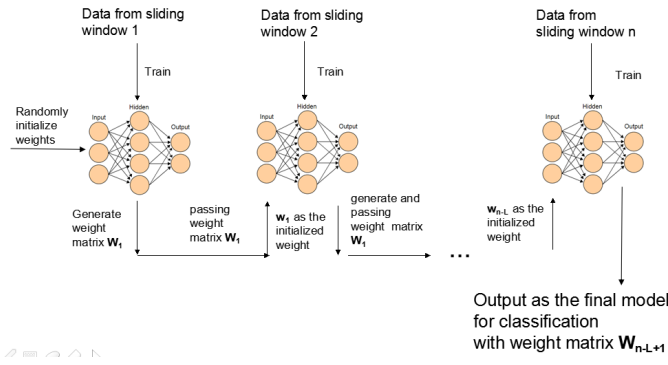 Data from sliding
window 1
Data from sliding
window 2
Data from
sliding window n
Train
Train
Train
Randomly
initialize
weights
Input
Hidden
Output
Input
Hidden
Output
Input
Hidden
Output
Generate
weight
matrix W1
passing
weight
matrix W1
w1 as the
initialized
weight
generate and
passing
weight matrix
W1
...
wn-L as the
initialized
weight
Output as the final model
for classification
with weight matrix Wn-L+1